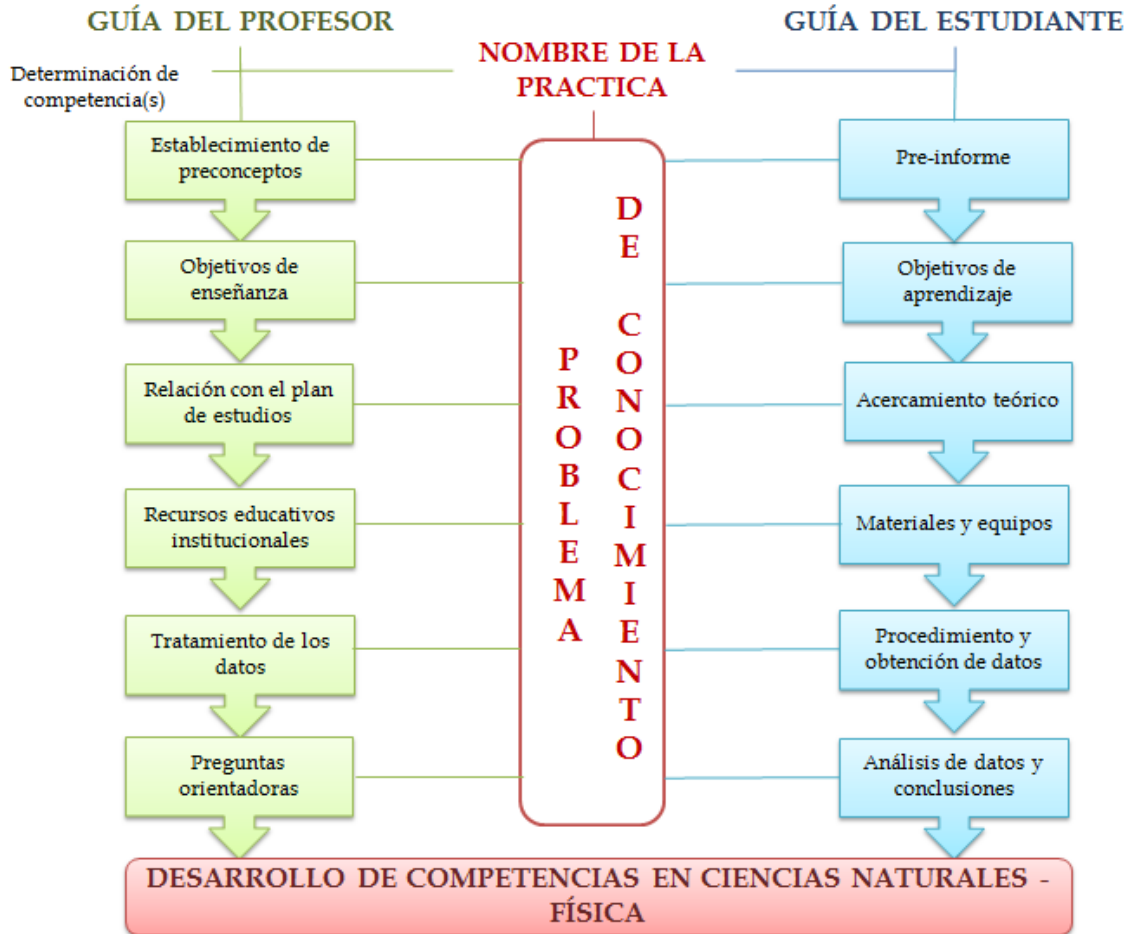 GUÍA DEL PROFESOR
GUÍA DEL ESTUDIANTE
NOMBRE DE LA
PRACTICA
Determinación de
competencia(s)
Establecimiento de
preconceptos
Objetivos de
enseñanza
Relación con el plan
de estudios
Recursos educativos
institucionales
Tratamiento de los
datos
Preguntas
orientadoras
PROBLEMA
DE CONOCIMIENTO
Pre-informe
Objetivos de
aprendizaje
Acercamiento teórico
Materiales y equipos
Procedimiento y
obtención de datos
Análisis de datos y
conclusiones
DESARROLLO DE COMPETENCIAS EN CIENCIAS NATURALES -
FÍSICA